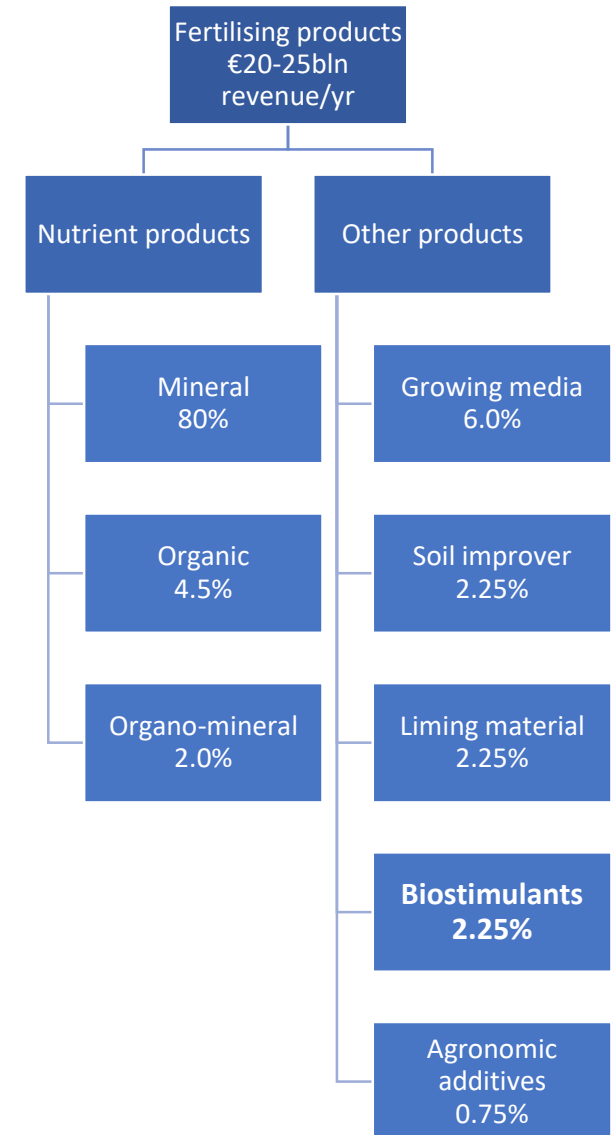 Fertilising products
€20-25bln
revenue/yr
Nutrient products
Other products
Mineral
80%
Growing media
6.0%
Organic
4.5%
Soil improver
2.25%
Organo-mineral
2.0%
Liming material
2.25%
Biostimulants
2.25%
Agronomic
additives
0.75%